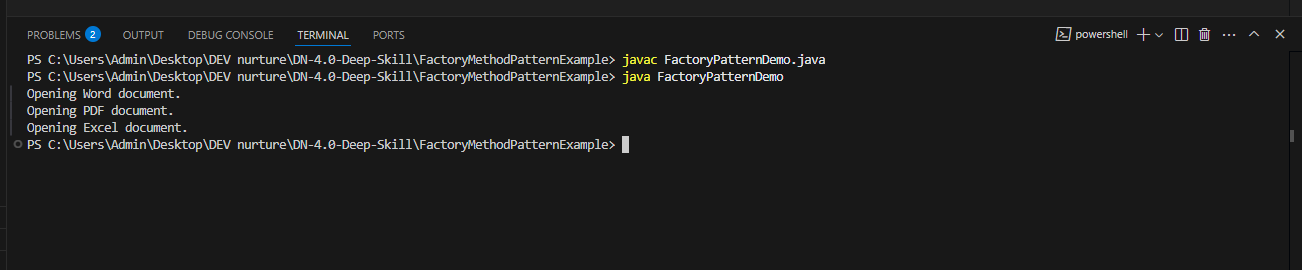 PROBLEMS 2 OUTPUT DEBUG CONSOLE TERMINAL PORTS powershell
PS C:\Users\Admin\Desktop\DEV nurture\DN-4.0-Deep-Skill\FactoryMethodPatternExample> javac FactoryPatternDemo.java
PS C:\Users\Admin\Desktop\DEV nurture\DN-4.0-Deep-Skill\FactoryMethodPatternExample> java FactoryPatternDemo
Opening Word document.
Opening PDF document.
Opening Excel document.
PS C:\Users\Admin\Desktop\DEV nurture\DN-4.0-Deep-Skill\FactoryMethodPatternExample>